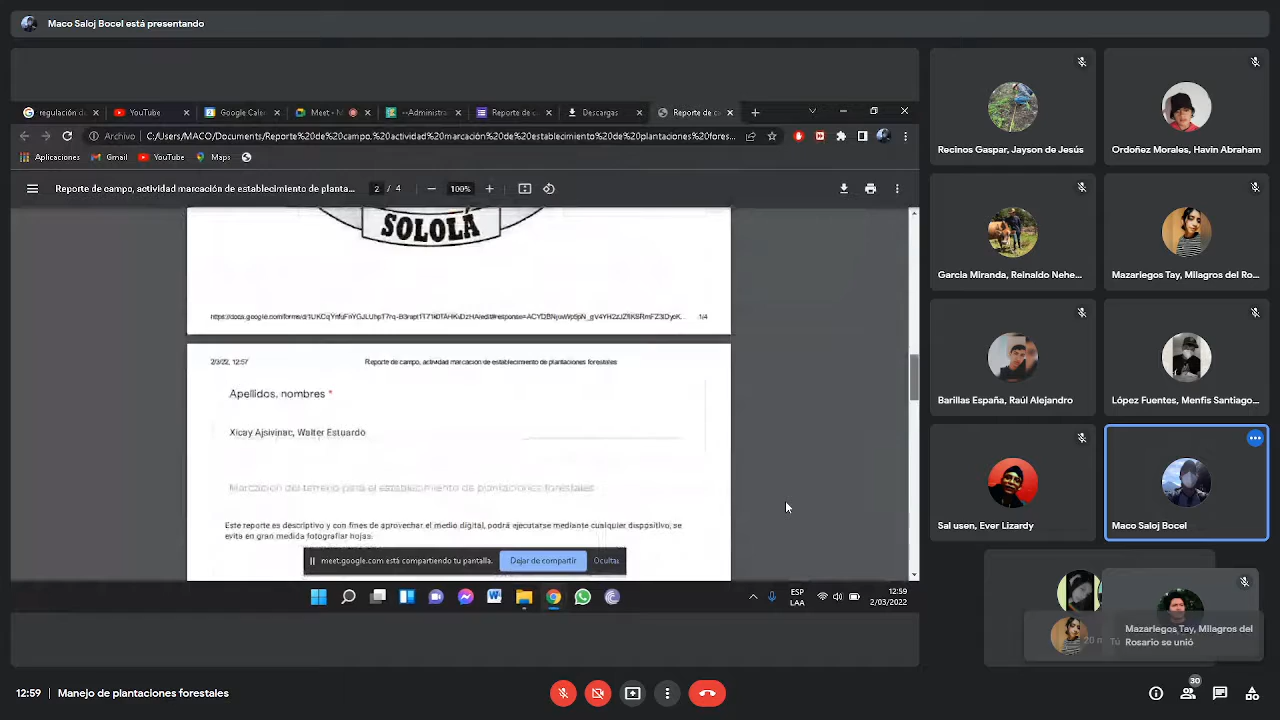 Maco Saloj Bocel está presentando
regulación d
YouTube
Google Cale
Meet - M
--Administra
Reporte de c
Descargas
Reporte de ca
Archivo
C:/Users/MACO/Documents/Reporte%20de%20campo,%20actividad%20marcación%20de%20establecimiento%20de%20plantaciones%20fores...
Aplicaciones
Gmail
YouTube
Maps
Reporte de campo, actividad marcación de establecimiento de planta...
2 / 4
100%
SOLOLÁ
1/4
2/3/22, 12:57
Reporte de campo, actividad marcación de establecimiento de plantaciones forestales
Apellidos, nombres *
Xicay Ajsivinac, Walter Estuardo
Marcación del terreno para el establecimiento de plantaciones forestales
Este reporte es descriptivo y con fines de aprovechar el medio digital, podrá ejecutarse mediante cualquier dispositivo, se
evita en gran medida fotografiar hojas.
meet.google.com está compartiendo tu pantalla.
Dejar de compartir
Ocultar
ESP
LAA
12:59
2/03/2022
Recinos Gaspar, Jayson de Jesús
Ordoñez Morales, Havin Abraham
García Miranda, Reinaldo Nehe...
Mazariegos Tay, Milagros del Ro...
Barillas España, Raúl Alejandro
López Fuentes, Menfis Santiago...
Sal usen, Ever Lizardy
Maco Saloj Bocel
20
Tú
Mazariegos Tay, Milagros del
Rosario se unió
12:59
Manejo de plantaciones forestales
30